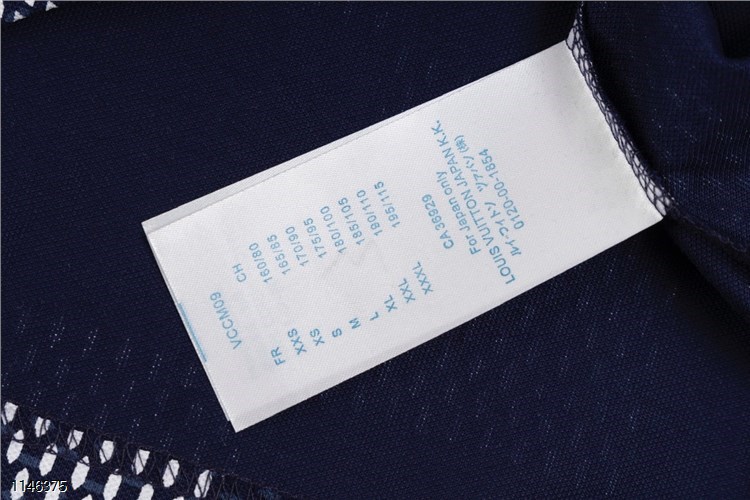 VCCM09
FR CH
XXS 160/80
XS 165/85
S 170/90
M 175/95
L 180/100
XL 185/105
XXL 190/110
XXXL 195/115
CA 36929
For Japan only
LOUIS VUITTON JAPAN K.K.
ルイ ヴィトン ジャパン (株)
0120-00-1854
1146375